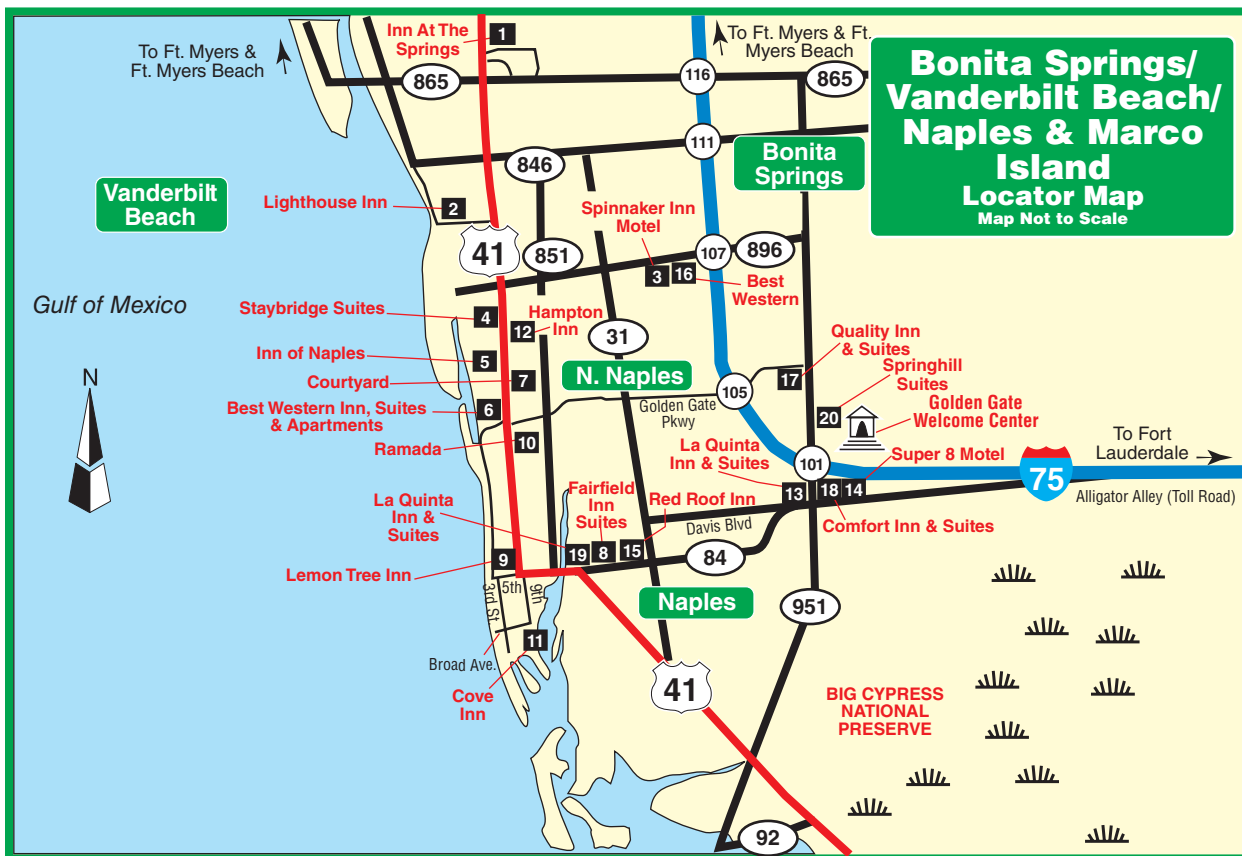 Bonita Springs/
Vanderbilt Beach/
Naples & Marco
Island
Locator Map
Map Not to Scale
To Ft. Myers &
Ft. Myers Beach
Inn At The
Springs
1
To Ft. Myers & Ft.
Myers Beach
865
116
865
111
846
Bonita
Springs
Vanderbilt
Beach
Lighthouse Inn
2
Spinnaker Inn
Motel
41
851
107
896
3
16
Best
Western
Gulf of Mexico
Staybridge Suites
4
Hampton
Inn
12
31
Quality Inn
& Suites
17
Inn of Naples
5
Courtyard
7
N. Naples
105
Springhill
Suites
20
N
Best Western Inn, Suites
& Apartments
6
Golden Gate
Pkwy
Golden Gate
Welcome Center
Ramada
10
La Quinta
Inn & Suites
101
Super 8 Motel
To Fort
Lauderdale
75
Alligator Alley (Toll Road)
13
18
14
Comfort Inn & Suites
La Quinta
Inn &
Suites
Fairfield
Inn
Suites
Red Roof Inn
Davis Blvd
19
8
15
84
Lemon Tree Inn
9
5th
3rd St.
9th
Naples
951
Broad Ave.
11
Cove
Inn
41
BIG CYPRESS
NATIONAL
PRESERVE
92